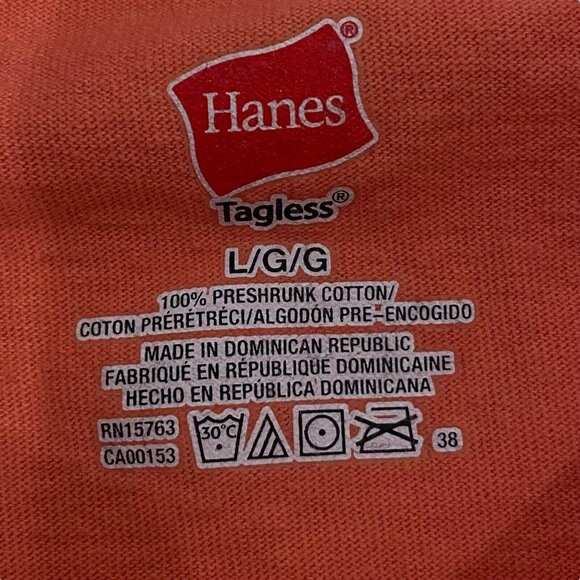 Hanes®
Tagless®
L/G/G
100% PRESHRUNK COTTON/
COTON PRÉRÉTRÉCI/ALGODÓN PRE-ENCOGIDO
MADE IN DOMINICAN REPUBLIC
FABRIQUÉ EN RÉPUBLIQUE DOMINICAINE
HECHO EN REPÚBLICA DOMINICANA
RN15763
CA00153
30°C
38